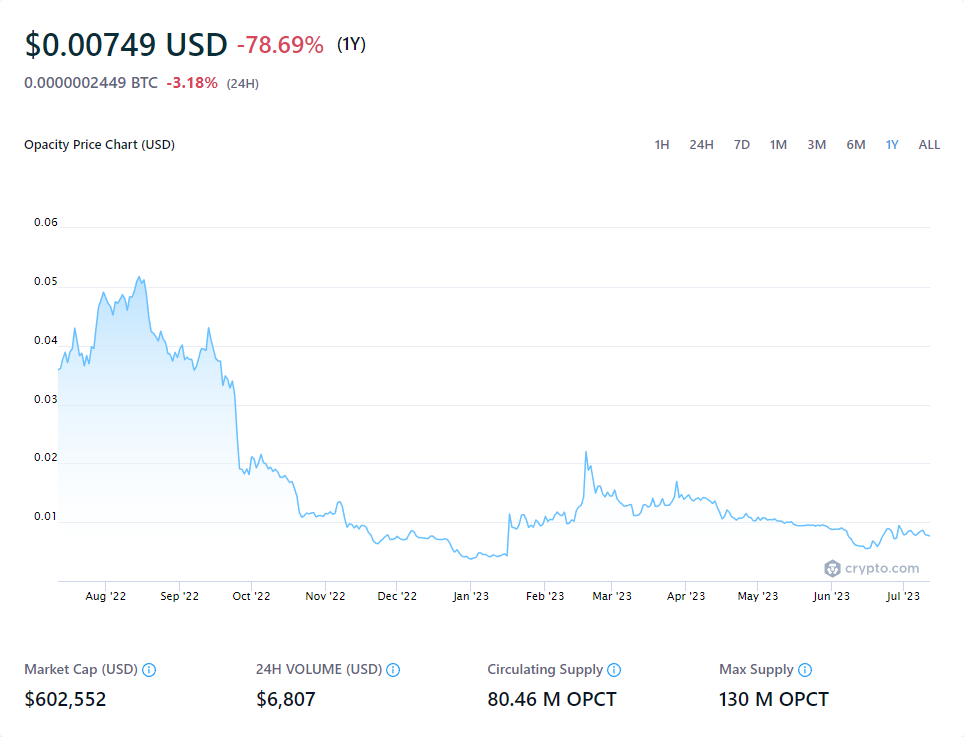 $0.00749 USD -78.69% (1Y)
0.0000002449 BTC -3.18% (24H)
Opacity Price Chart (USD) 1H 24H 7D 1M 3M 6M 1Y ALL
0.06
0.05
0.04
0.03
0.02
0.01
crypto.com
Aug '22 Sep '22 Oct '22 Nov '22 Dec '22 Jan '23 Feb '23 Mar '23 Apr '23 May '23 Jun '23 Jul '23
Market Cap (USD) 24H VOLUME (USD) Circulating Supply Max Supply
$602,552 $6,807 80.46 M OPCT 130 M OPCT